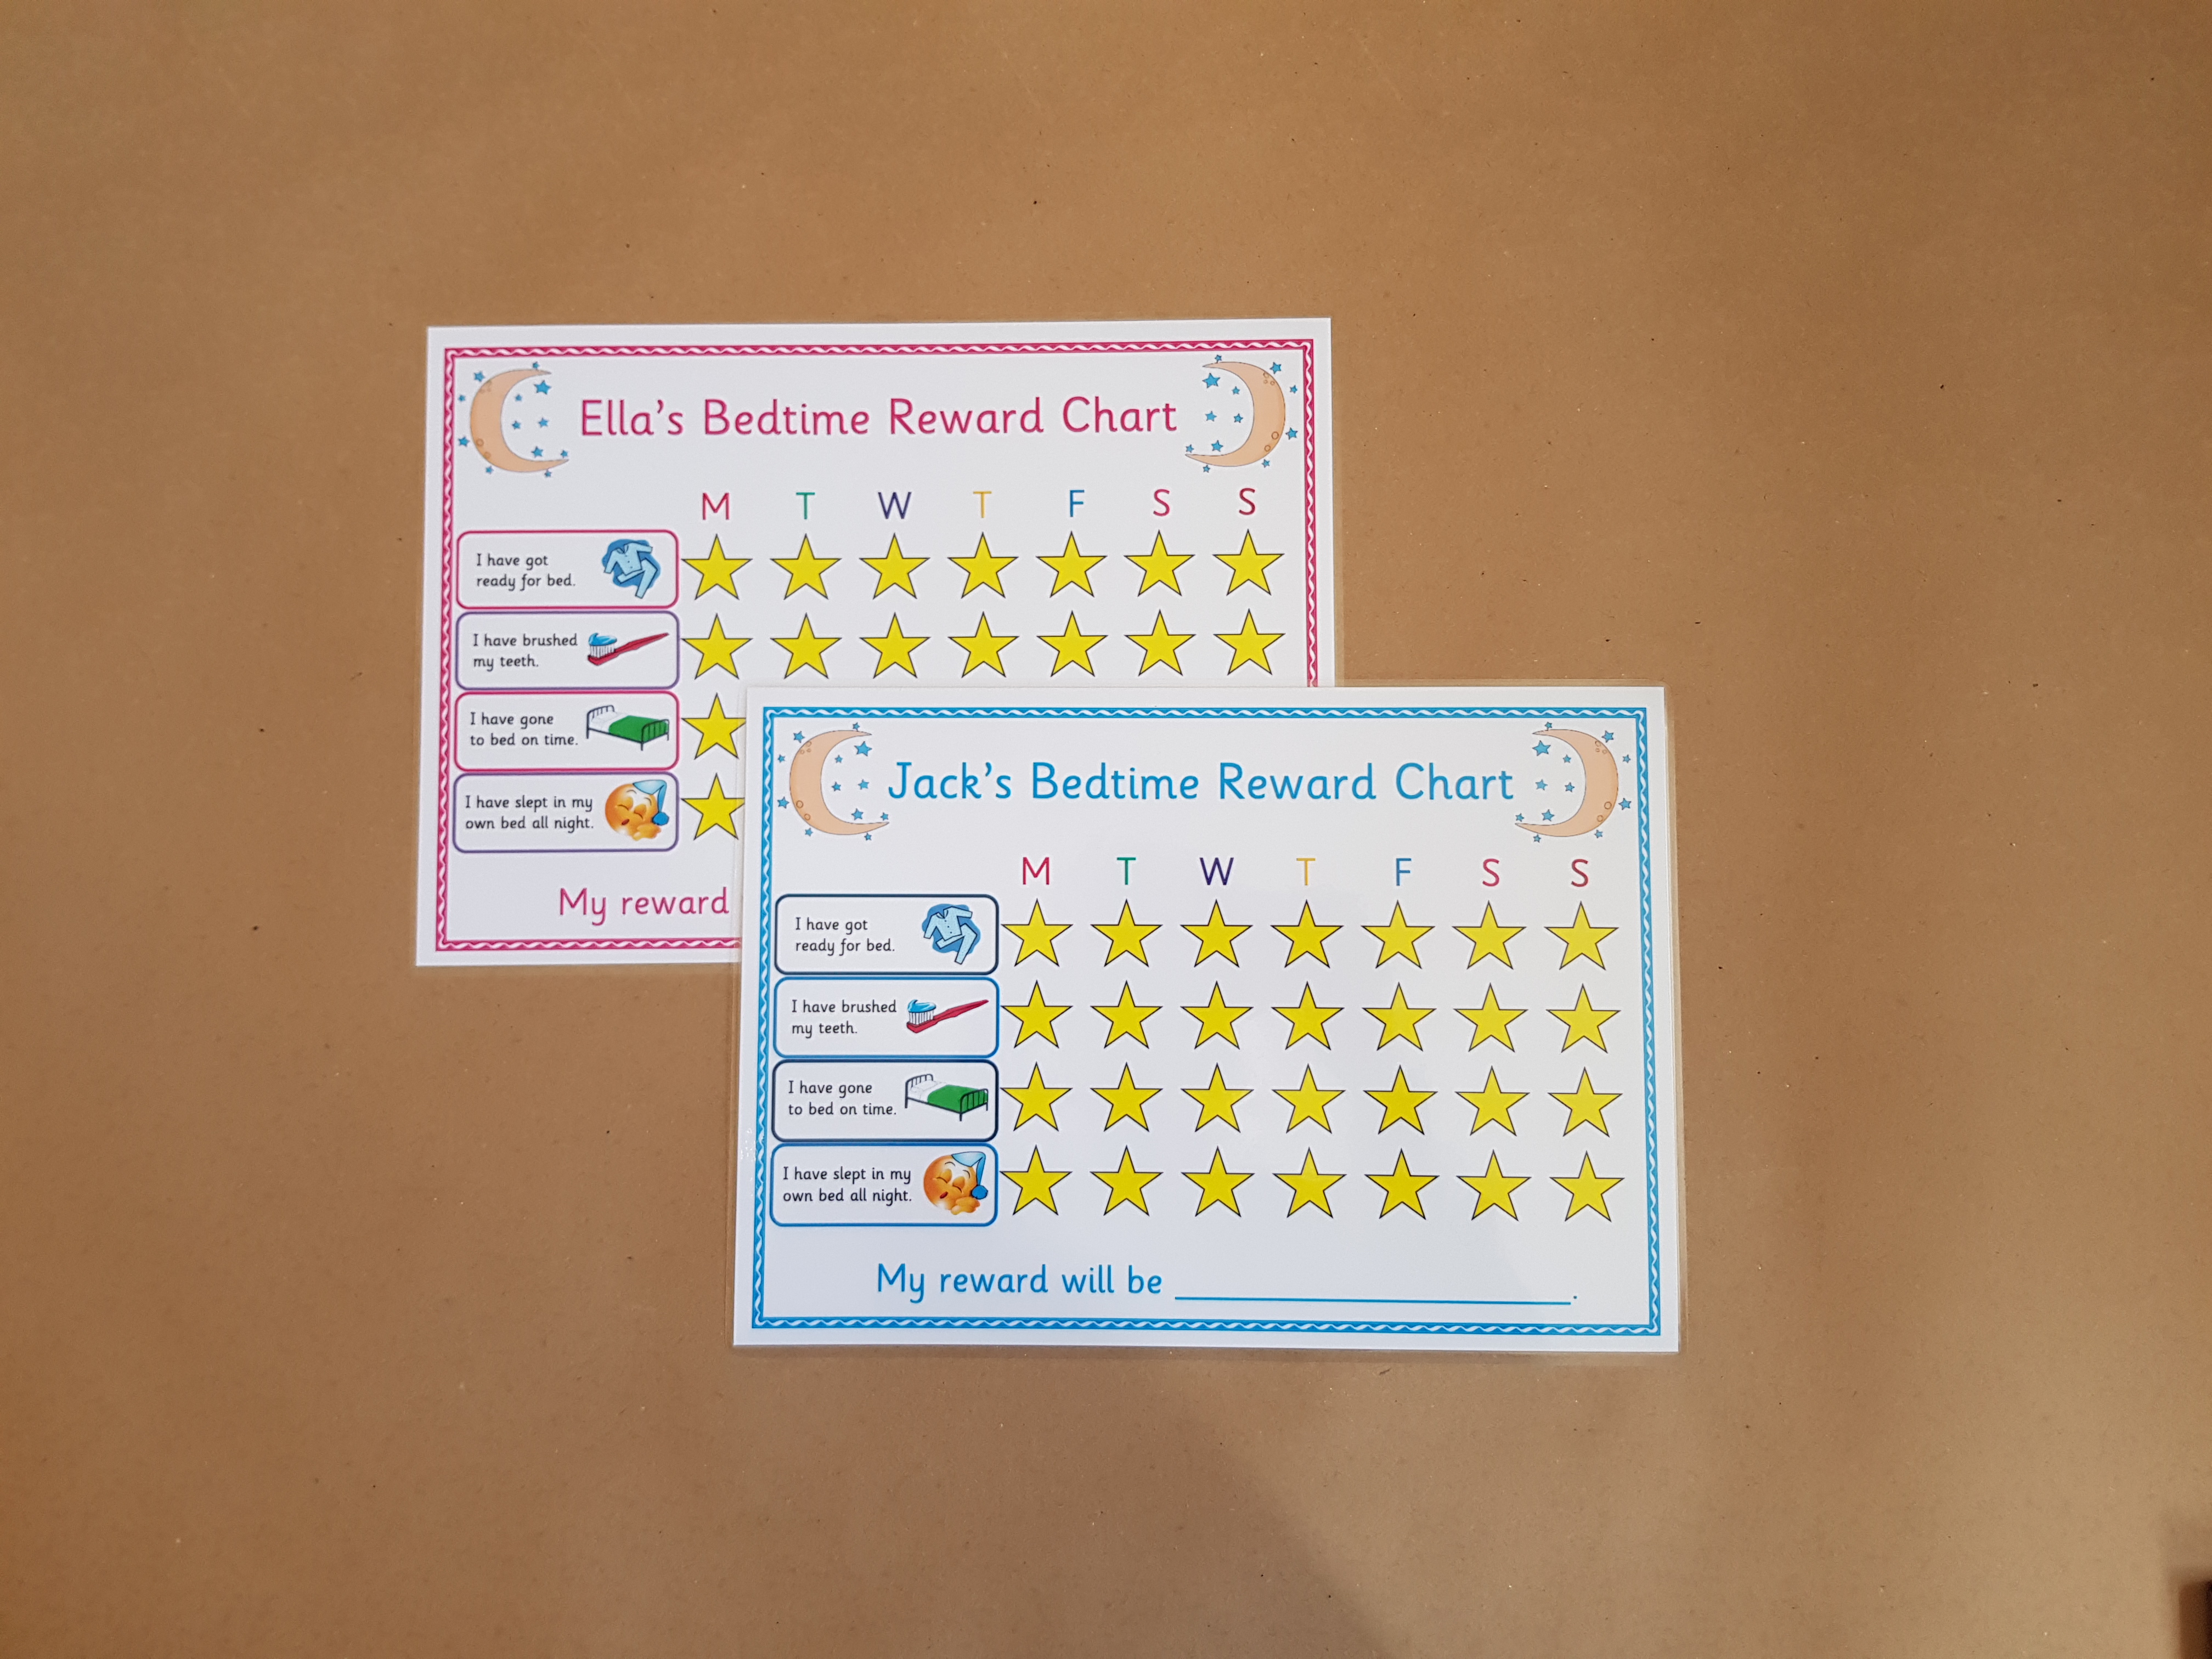 Ella's Bedtime Reward Chart
M T W T F S S
I have got
ready for bed.
I have brushed
my teeth.
I have gone
to bed on time.
I have slept in my
own bed all night.
My reward
Jack's Bedtime Reward Chart
M T W T F S S
I have got
ready for bed.
I have brushed
my teeth.
I have gone
to bed on time.
I have slept in my
own bed all night.
My reward will be ____________________.